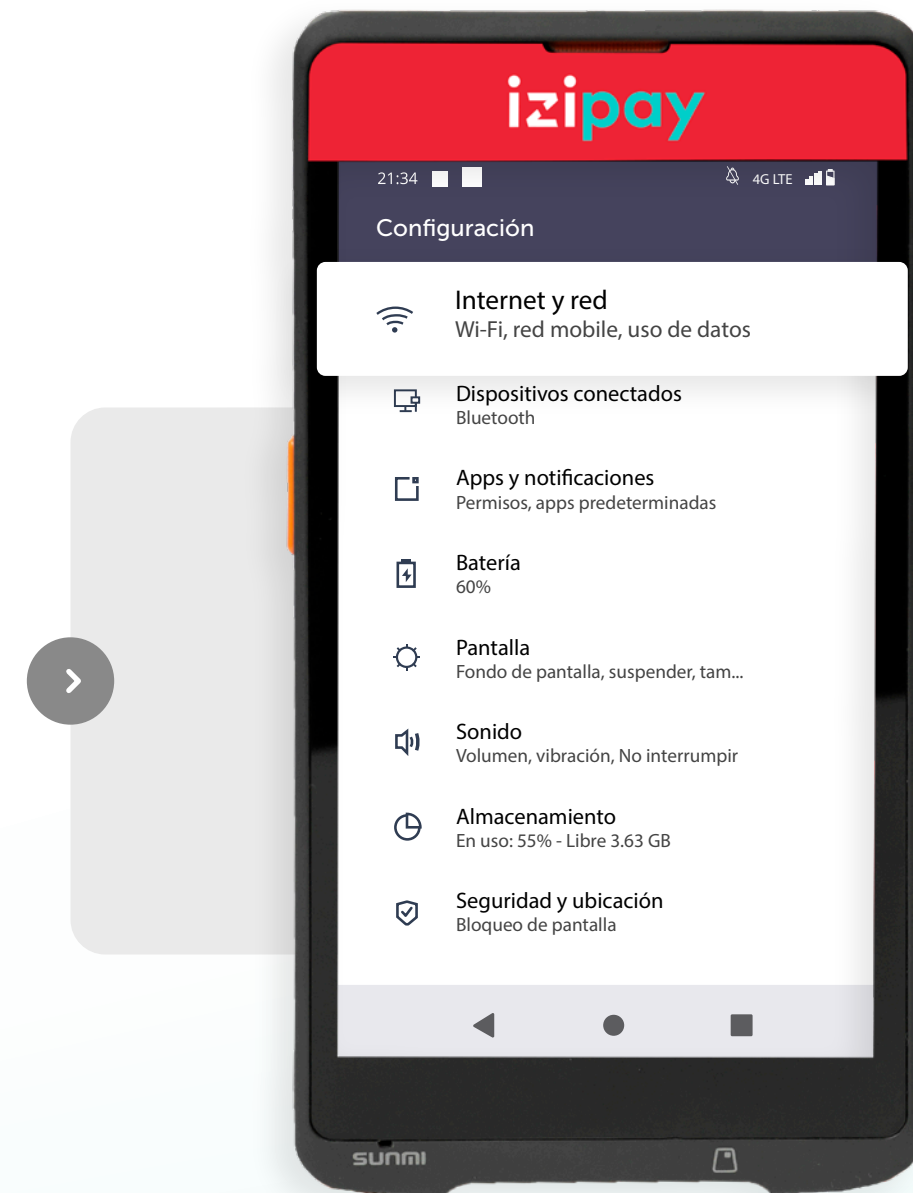 izipay
21:34
4G LTE
Configuración
Internet y red
Wi-Fi, red mobile, uso de datos
Dispositivos conectados
Bluetooth
Apps y notificaciones
Permisos, apps predeterminadas
Batería
60%
Pantalla
Fondo de pantalla, suspender, tam...
Sonido
Volumen, vibración, No interrumpir
Almacenamiento
En uso: 55% - Libre 3.63 GB
Seguridad y ubicación
Bloqueo de pantalla
SUNMI